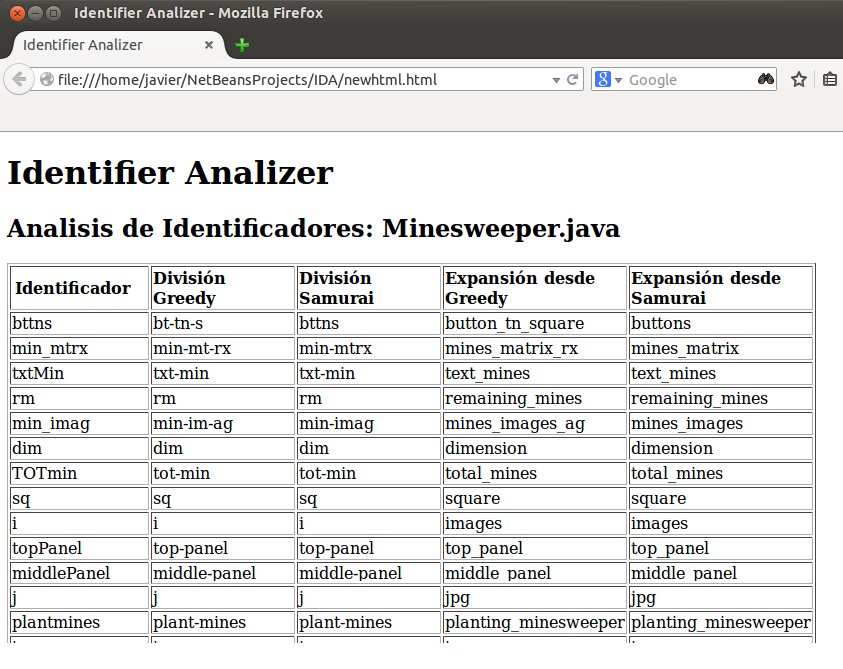 Identifier Analizer - Mozilla Firefox
Identifier Analizer
file:///home/javier/NetBeansProjects/IDA/newhtml.html Google
Identifier Analizer
Analisis de Identificadores: Minesweeper.java
Identificador División Greedy División Samurai Expansión desde Greedy Expansión desde Samurai
bttns bt-tn-s bttns button_tn_square buttons
min_mtrx min-mt-rx min-mtrx mines_matrix_rx mines_matrix
txtMin txt-min txt-min text_mines text_mines
rm rm rm remaining_mines remaining_mines
min_imag min-im-ag min-imag mines_images_ag mines_images
dim dim dim dimension dimension
TOTmin tot-min tot-min total_mines total_mines
sq sq sq square square
i i i images images
topPanel top-panel top-panel top_panel top_panel
middlePanel middle-panel middle-panel middle_panel middle_panel
j j j jpg jpg
plantmines plant-mines plant-mines planting_minesweeper planting_minesweeper